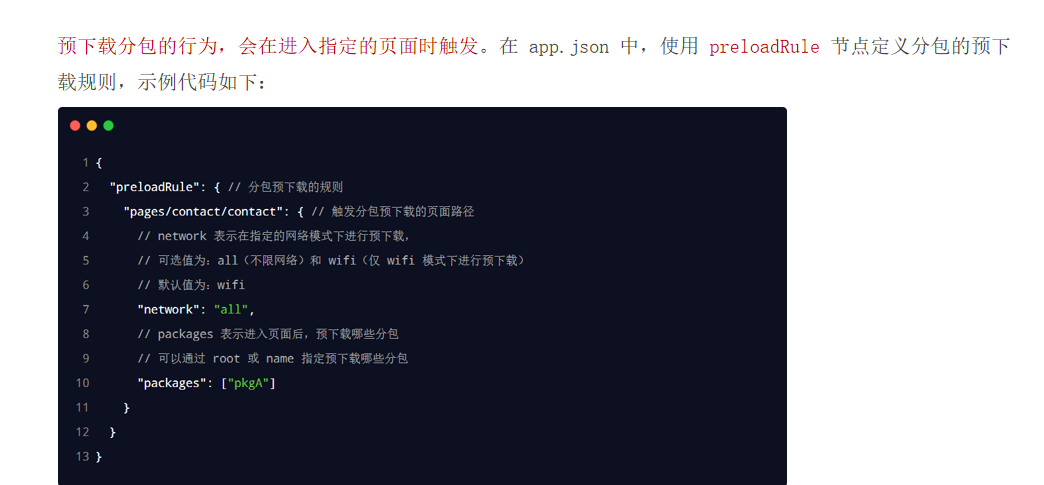 预下载分包的行为，会在进入指定的页面时触发。在 app.json 中，使用 preloadRule 节点定义分包的预下
载规则，示例代码如下：
1 {
2 "preloadRule": { // 分包预下载的规则
3 "pages/contact/contact": { // 触发分包预下载的页面路径
4 // network 表示在指定的网络模式下进行预下载，
5 // 可选值为：all（不限网络）和 wifi（仅 wifi 模式下进行预下载）
6 // 默认值为：wifi
7 "network": "all",
8 // packages 表示进入页面后，预下载哪些分包
9 // 可以通过 root 或 name 指定预下载哪些分包
10 "packages": ["pkgA"]
11 }
12 }
13 }